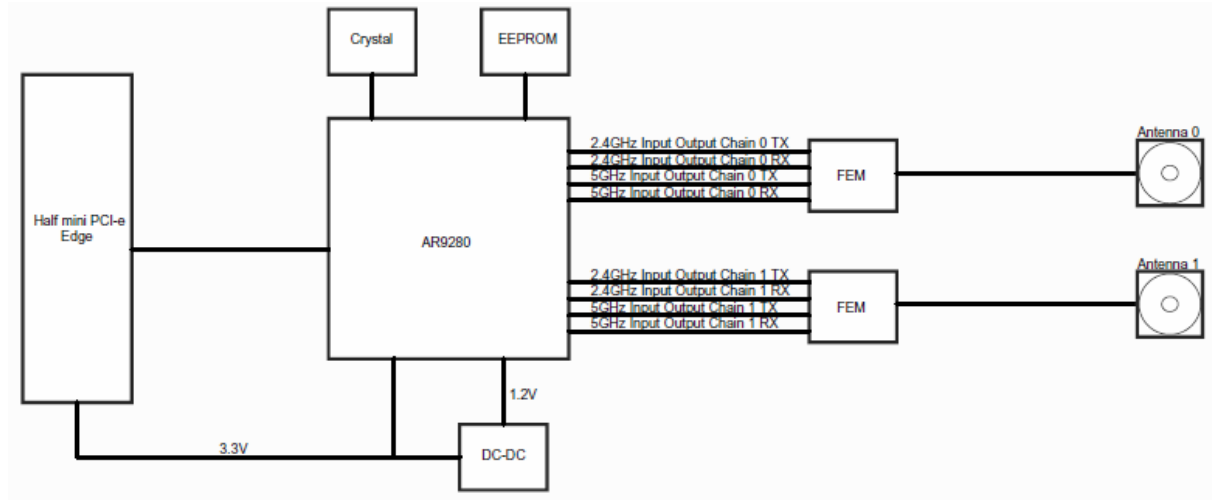 Crystal
EEPROM
Half mini PCI-e
Edge
AR9280
2.4GHz Input Output Chain 0 TX
2.4GHz Input Output Chain 0 RX
5GHz Input Output Chain 0 TX
5GHz Input Output Chain 0 RX
FEM
Antenna 0
2.4GHz Input Output Chain 1 TX
2.4GHz Input Output Chain 1 RX
5GHz Input Output Chain 1 TX
5GHz Input Output Chain 1 RX
FEM
Antenna 1
1.2V
3.3V
DC-DC